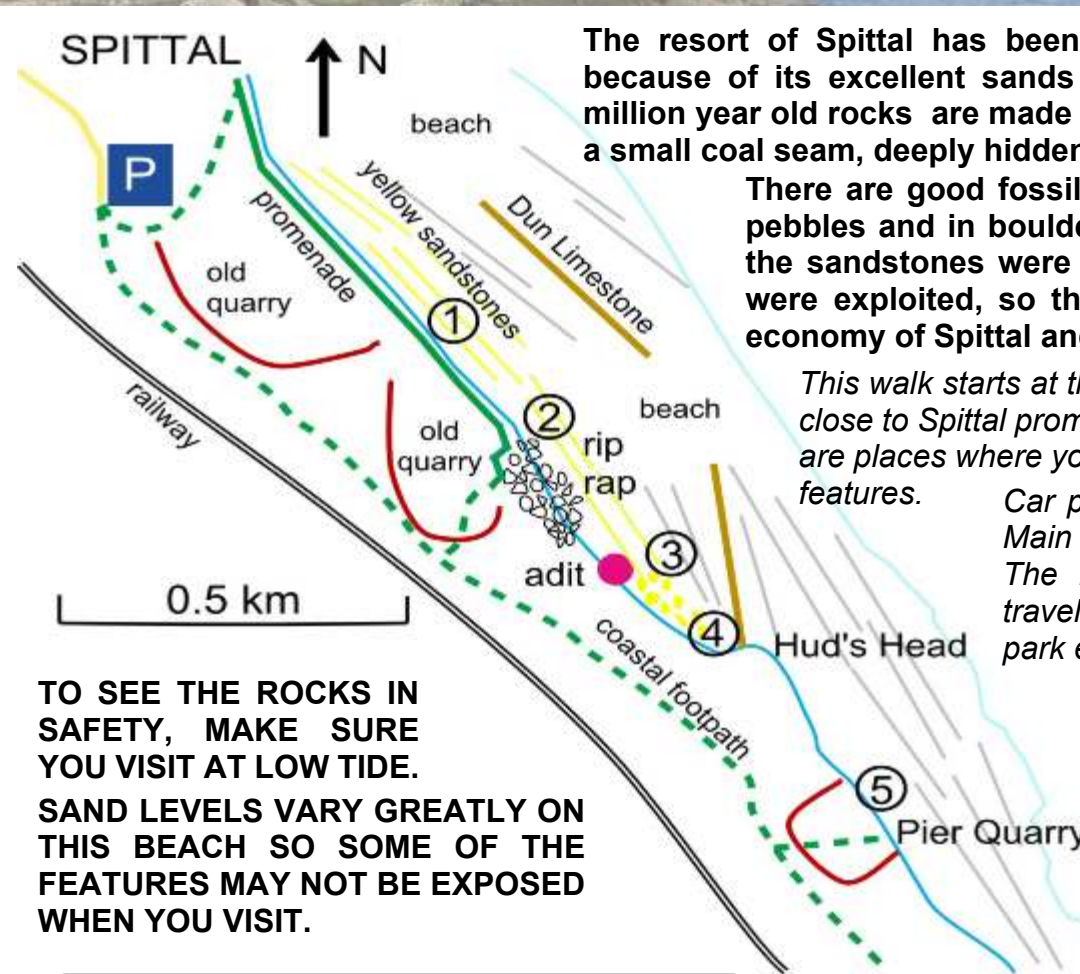 The resort of Spittal has been
because of its excellent sands
million year old rocks are made
a small coal seam, deeply hidden
There are good fossil
pebbles and in boulde
the sandstones were
were exploited, so th
economy of Spittal an
This walk starts at th
close to Spittal prom
are places where yo
features.
Car p
Main
The
travel
park e
SPITTAL
N
beach
P
yellow sandstones
Dun Limestone
promenade
old
quarry
1
railway
2
beach
old
quarry
rip
rap
3
adit
0.5 km
4
Hud's Head
coastal footpath
5
Pier Quarry
TO SEE THE ROCKS IN
SAFETY, MAKE SURE
YOU VISIT AT LOW TIDE.
SAND LEVELS VARY GREATLY ON
THIS BEACH SO SOME OF THE
FEATURES MAY NOT BE EXPOSED
WHEN YOU VISIT.